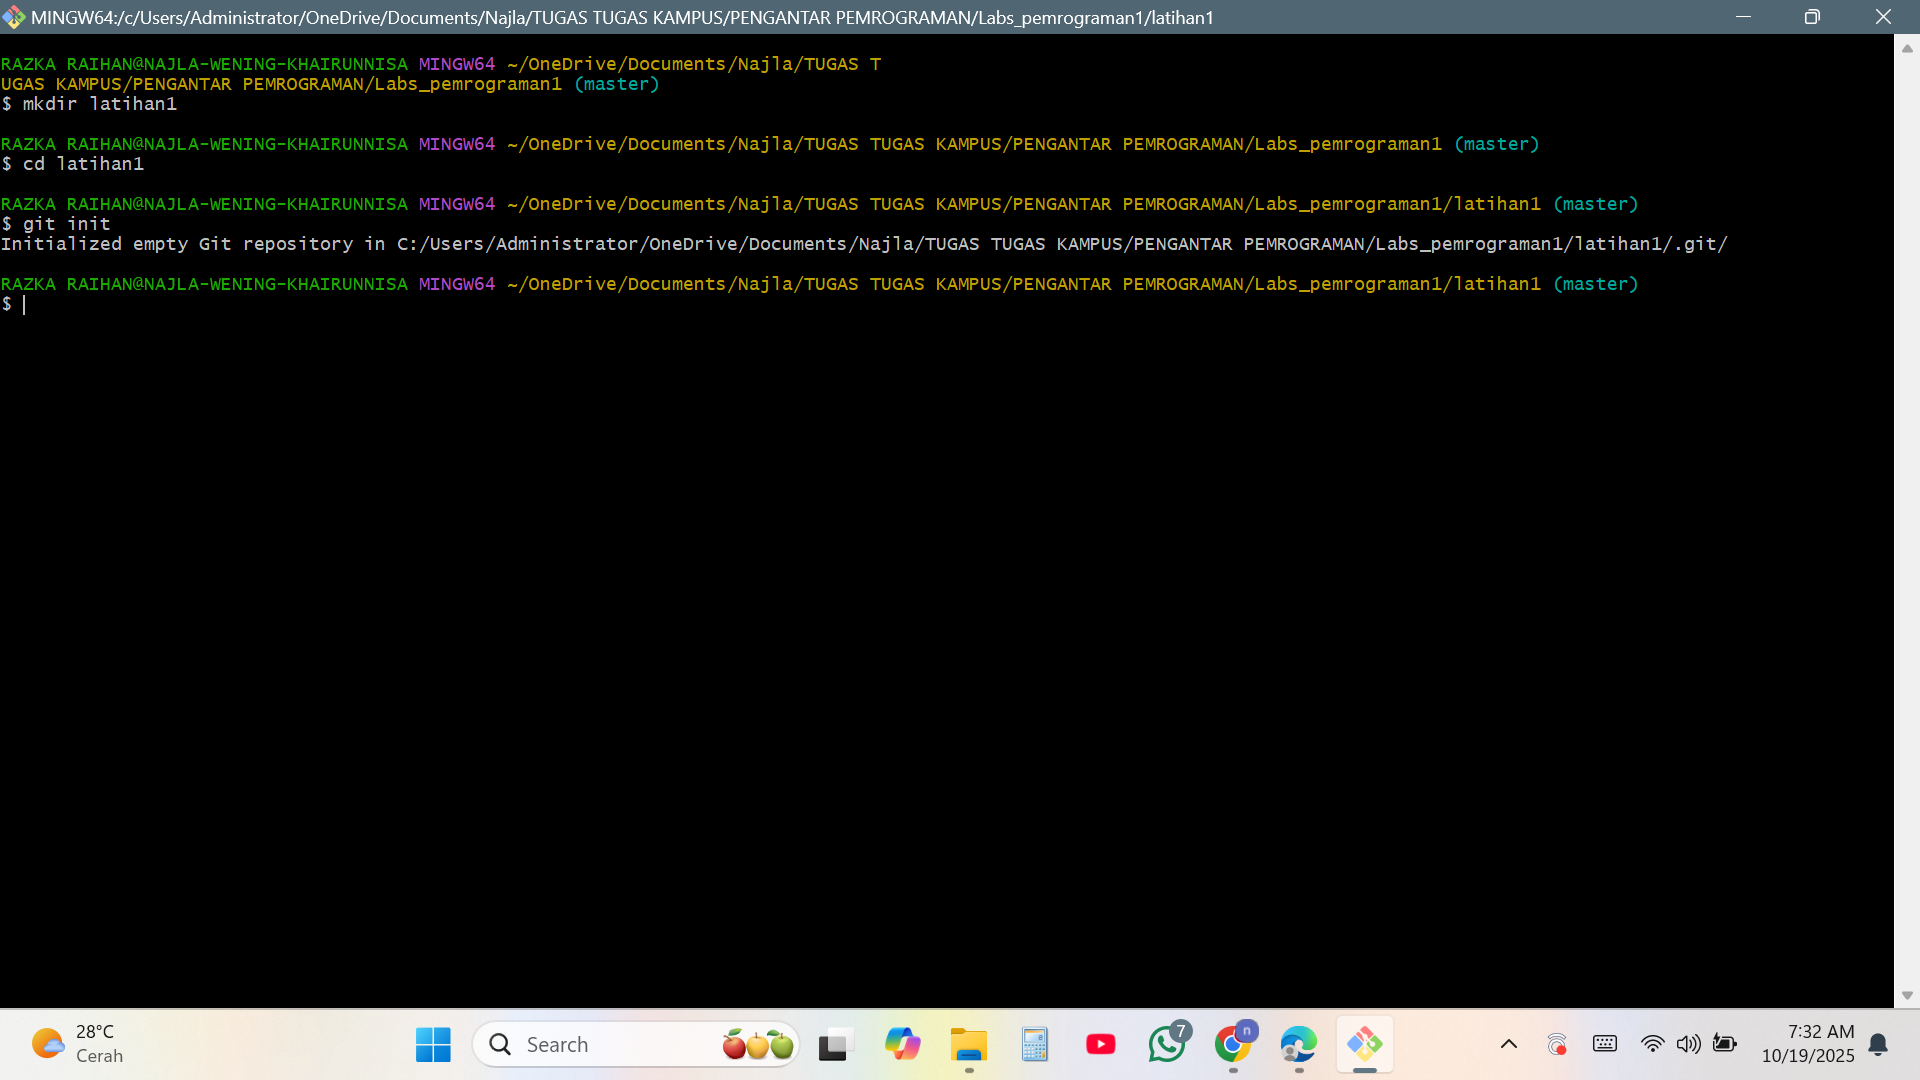 MINGW64:/c/Users/Administrator/OneDrive/Documents/Najla/TUGAS TUGAS KAMPUS/PENGANTAR PEMROGRAMAN/Labs_pemrograman1/latihan1
RAZKA RAIHAN@NAJLA-WENING-KHAIRUNNISA MINGW64 ~/OneDrive/Documents/Najla/TUGAS T
UGAS KAMPUS/PENGANTAR PEMROGRAMAN/Labs_pemrograman1 (master)
$ mkdir latihan1
RAZKA RAIHAN@NAJLA-WENING-KHAIRUNNISA MINGW64 ~/OneDrive/Documents/Najla/TUGAS TUGAS KAMPUS/PENGANTAR PEMROGRAMAN/Labs_pemrograman1 (master)
$ cd latihan1
RAZKA RAIHAN@NAJLA-WENING-KHAIRUNNISA MINGW64 ~/OneDrive/Documents/Najla/TUGAS TUGAS KAMPUS/PENGANTAR PEMROGRAMAN/Labs_pemrograman1/latihan1 (master)
$ git init
Initialized empty Git repository in C:/Users/Administrator/OneDrive/Documents/Najla/TUGAS TUGAS KAMPUS/PENGANTAR PEMROGRAMAN/Labs_pemrograman1/latihan1/.git/
RAZKA RAIHAN@NAJLA-WENING-KHAIRUNNISA MINGW64 ~/OneDrive/Documents/Najla/TUGAS TUGAS KAMPUS/PENGANTAR PEMROGRAMAN/Labs_pemrograman1/latihan1 (master)
$
28°C
Cerah
Search
7
n
7:32 AM
10/19/2025